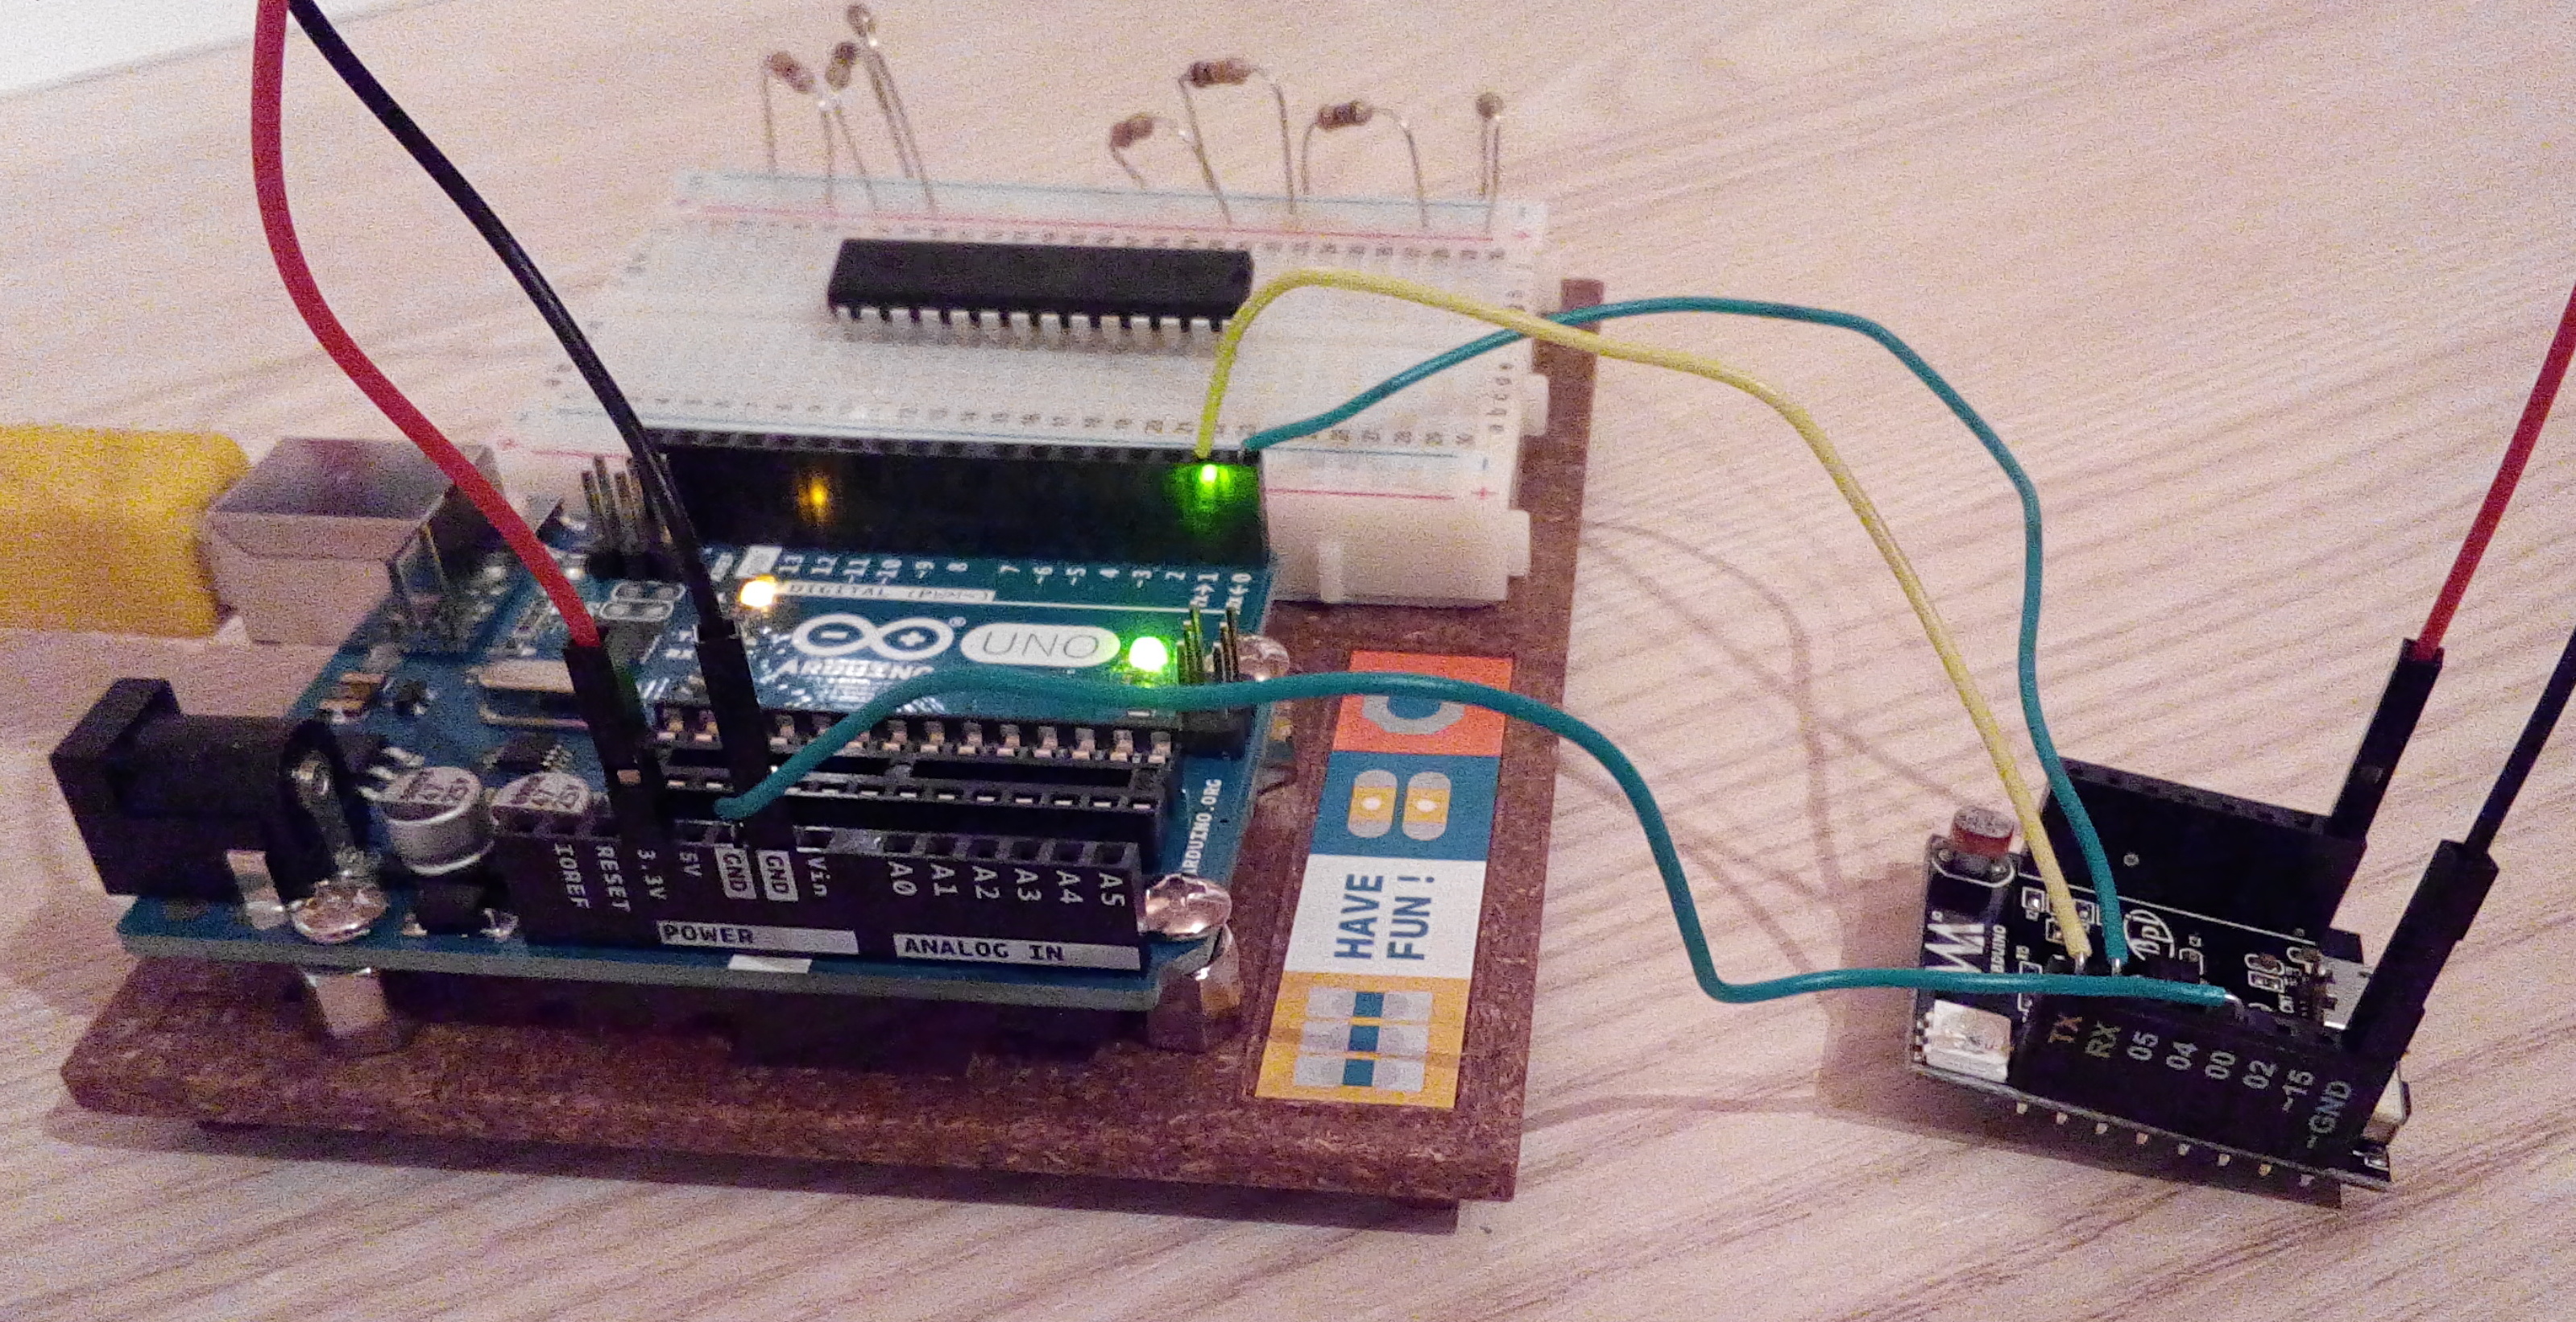 13
12
~11
~10
~9
8
7
~6
~5
4
~3
2
TX→1
RX←0
DIGITAL (PWM~)
UNO
ARDUINO
ARDUINO.ORG
IOREF
RESET
3.3V
5V
GND
GND
Vin
A0
A1
A2
A3
A4
A5
POWER
ANALOG IN
HAVE
FUN!
a b c d e
TX
RX
05
04
00
02
~15
~GND